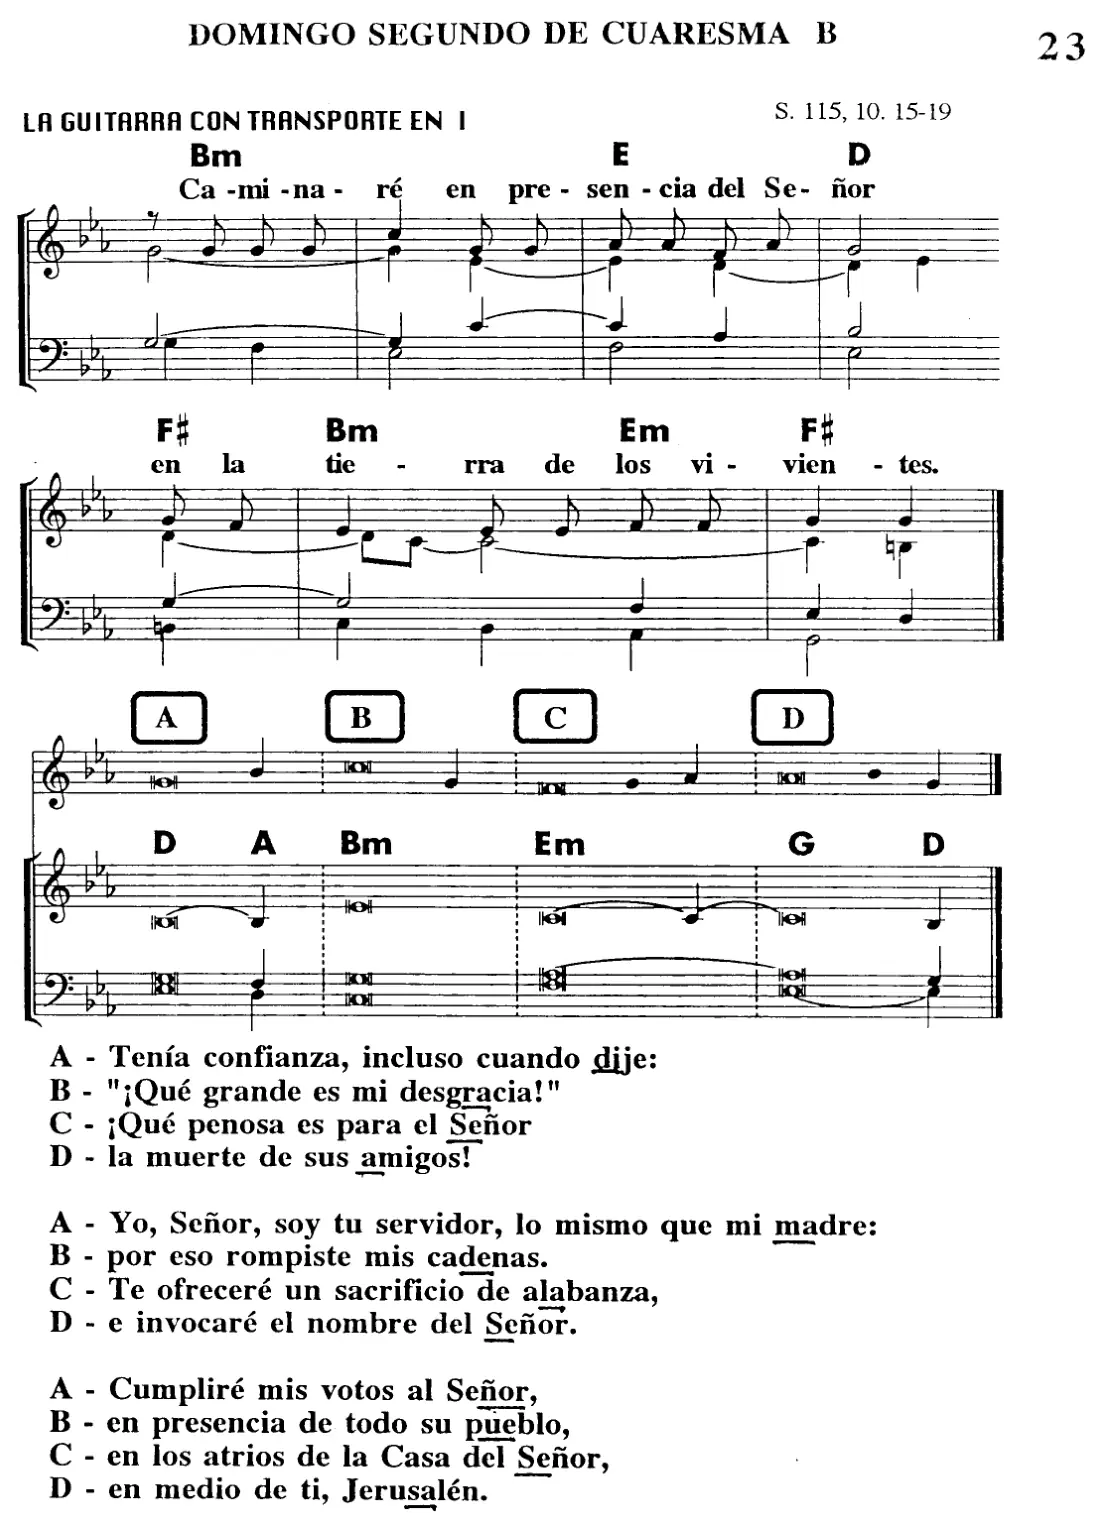 DOMINGO SEGUNDO DE CUARESMA B
23
LA GUITARRA CON TRANSPORTE EN I
S. 115, 10. 15-19
Bm E D
Ca -mi -na - ré en pre - sen - cia del Se - ñor
F♯ Bm Em F♯
en la tie - rra de los vi - vien - tes.
A B C D
D A Bm Em G D
A - Tenía confianza, incluso cuando dije:
B - "¡Qué grande es mi desgracia!"
C - ¡Qué penosa es para el Señor
D - la muerte de sus amigos!
A - Yo, Señor, soy tu servidor, lo mismo que mi madre:
B - por eso rompiste mis cadenas.
C - Te ofreceré un sacrificio de alabanza,
D - e invocaré el nombre del Señor.
A - Cumpliré mis votos al Señor,
B - en presencia de todo su pueblo,
C - en los atrios de la Casa del Señor,
D - en medio de ti, Jerusalén.